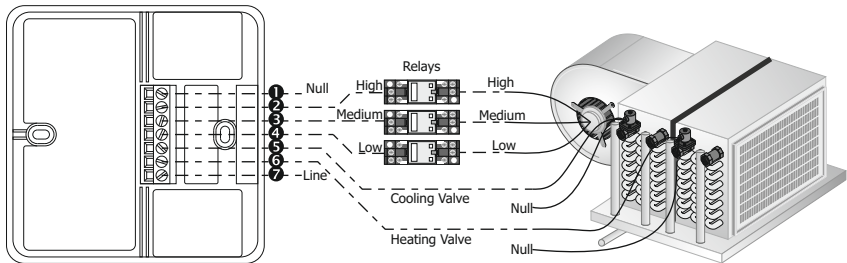 Relays
1 Null
2 High High
3 Medium Medium
4 Low Low
5
6
7 Line
Cooling Valve
Null
Heating Valve
Null